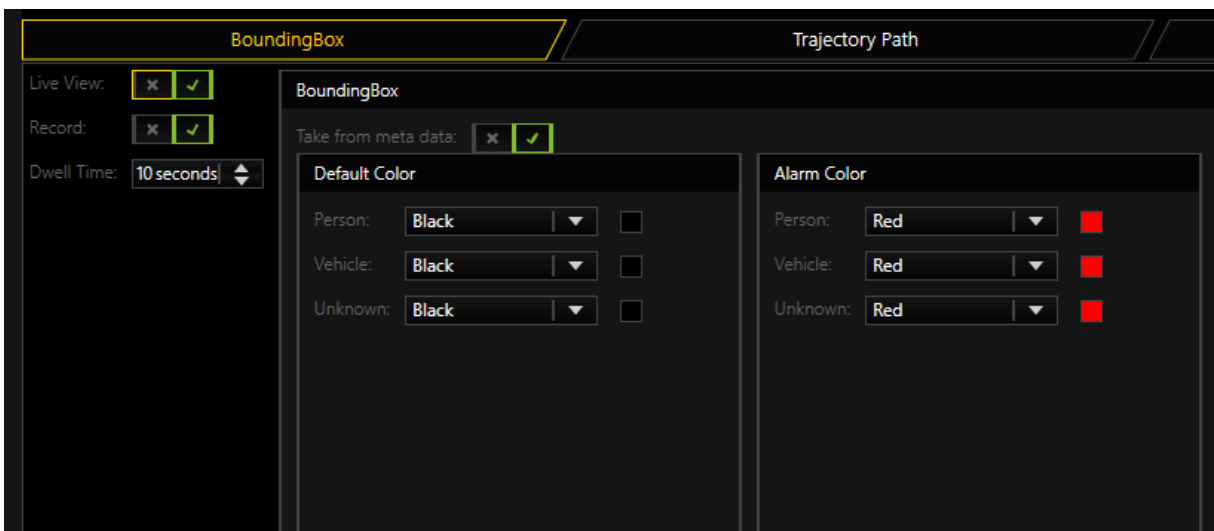 BoundingBox
Trajectory Path
Live View:
Record:
Dwell Time: 10 seconds
BoundingBox
Take from meta data:
Default Color
Person: Black
Vehicle: Black
Unknown: Black
Alarm Color
Person: Red
Vehicle: Red
Unknown: Red